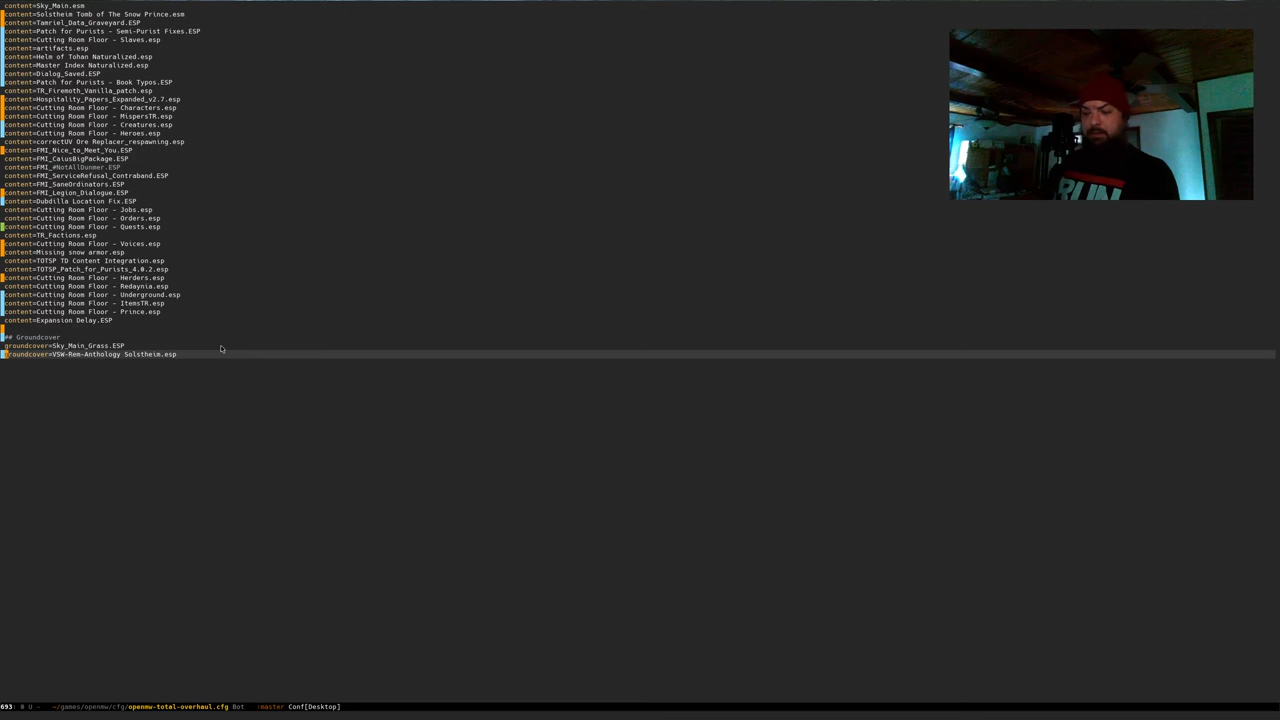 content=Sky_Main.esm
content=Solstheim Tomb of The Snow Prince.esm
content=Tamriel_Data_Graveyard.ESP
content=Patch for Purists - Semi-Purist Fixes.ESP
content=Cutting Room Floor - Slaves.esp
content=artifacts.esp
content=Helm of Tohan Naturalized.esp
content=Master Index Naturalized.esp
content=Dialog_Saved.ESP
content=Patch for Purists - Book Typos.ESP
content=TR_Firemoth_Vanilla_patch.esp
content=Hospitality_Papers_Expanded_v2.7.esp
content=Cutting Room Floor - Characters.esp
content=Cutting Room Floor - MispersTR.esp
content=Cutting Room Floor - Creatures.esp
content=Cutting Room Floor - Heroes.esp
content=correctUV Ore Replacer_respawning.esp
content=FMI_Nice_to_Meet_You.ESP
content=FMI_CaiusBigPackage.ESP
content=FMI_#NotAllDunmer.ESP
content=FMI_ServiceRefusal_Contraband.ESP
content=FMI_SaneOrdinators.ESP
content=FMI_Legion_Dialogue.ESP
content=Dubdilla Location Fix.ESP
content=Cutting Room Floor - Jobs.esp
content=Cutting Room Floor - Orders.esp
content=Cutting Room Floor - Quests.esp
content=TR_Factions.esp
content=Cutting Room Floor - Voices.esp
content=Missing snow armor.esp
content=TOTSP TD Content Integration.esp
content=TOTSP_Patch_for_Purists_4.0.2.esp
content=Cutting Room Floor - Herders.esp
content=Cutting Room Floor - Redaynia.esp
content=Cutting Room Floor - Underground.esp
content=Cutting Room Floor - ItemsTR.esp
content=Cutting Room Floor - Prince.esp
content=Expansion Delay.ESP
## Groundcover
groundcover=Sky_Main_Grass.ESP
groundcover=VSW-Rem-Anthology Solstheim.esp
RUN
693: # U - ~/games/openmw/cfg/openmw-total-overhaul.cfg Bot :master Conf[Desktop]